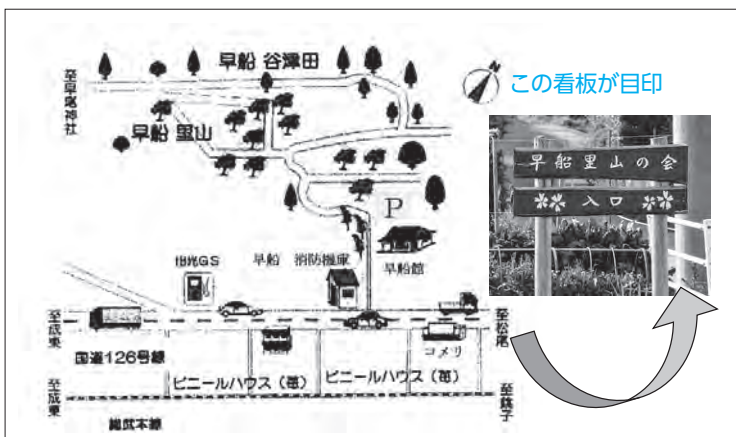 早船 谷津田
至早尾神社
早船 里山
この看板が目印
早船里山の会
入口
P
早船館
早船
消防機庫
出光GS
至成東
至松尾
国道126号線
コメリ
ビニールハウス（苺）
ビニールハウス（苺）
至成東
至銚子
総武本線
N